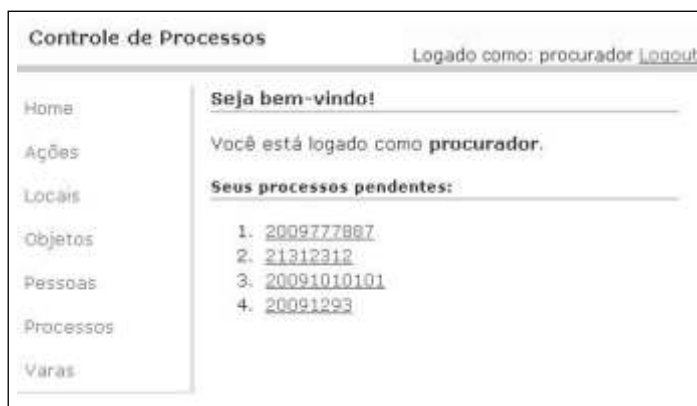 Controle de Processos
Logado como: procurador Logout
Home
Ações
Locais
Objetos
Pessoas
Processos
Varas
Seja bem-vindo!
Você está logado como procurador.
Seus processos pendentes:
1. 2009777887
2. 21312312
3. 20091010101
4. 20091293